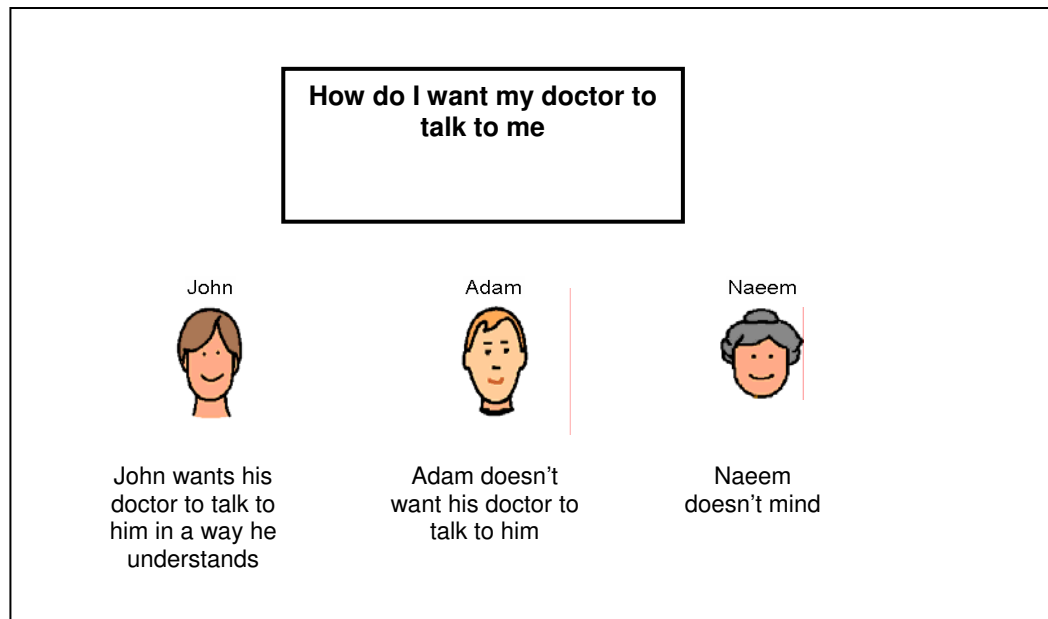 How do I want my doctor to
talk to me
John
Adam
Naeem
John wants his
doctor to talk to
him in a way he
understands
Adam doesn’t
want his doctor to
talk to him
Naeem
doesn’t mind